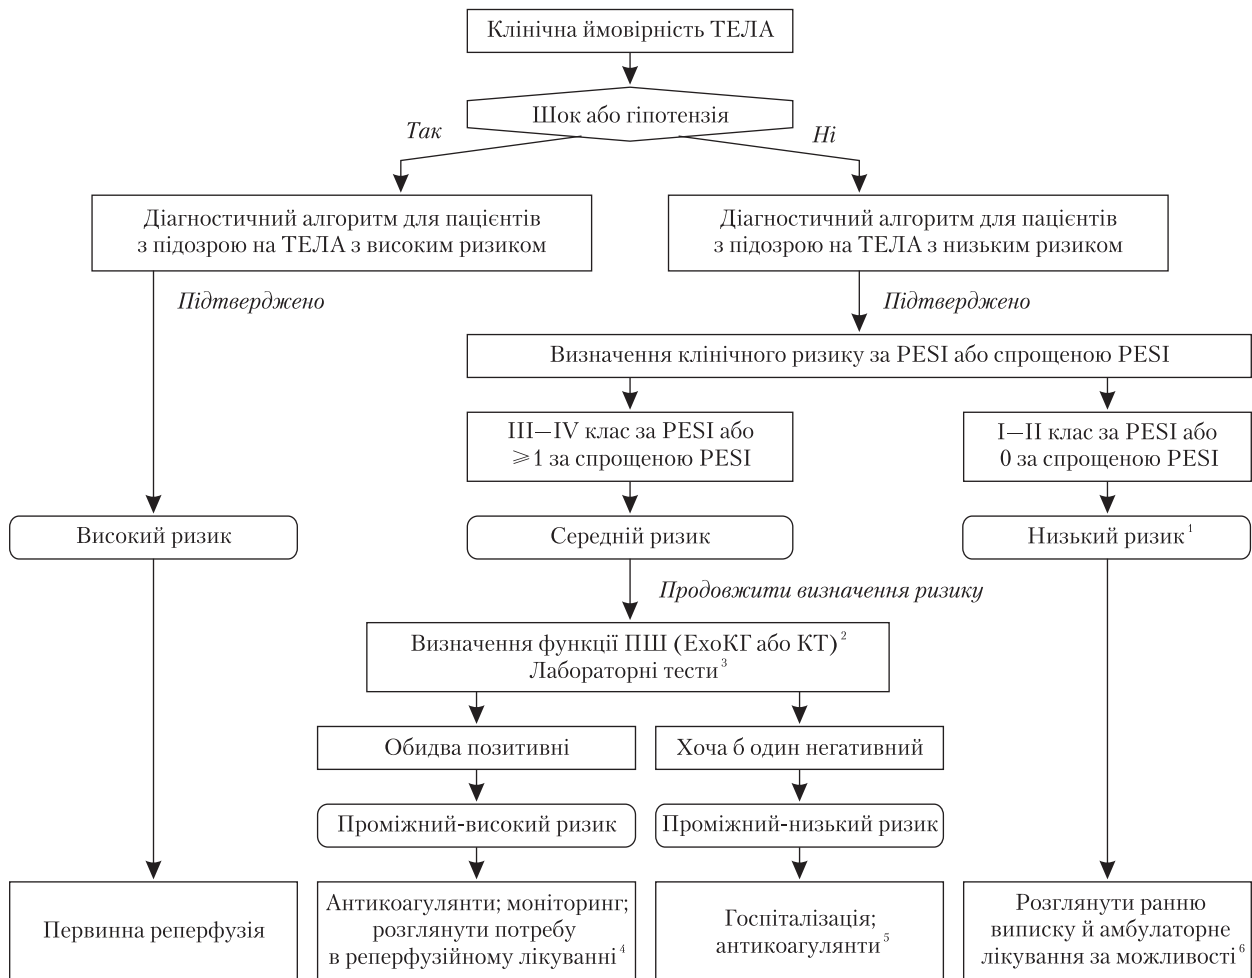 Клінічна ймовірність ТЕЛА
Шок або гіпотензія
Так
Ні
Діагностичний алгоритм для пацієнтів
з підозрою на ТЕЛА з високим ризиком
Діагностичний алгоритм для пацієнтів
з підозрою на ТЕЛА з низьким ризиком
Підтверджено
Підтверджено
Визначення клінічного ризику за PESI або спрощеною PESI
III—IV клас за PESI або
⩾1 за спрощеною PESI
I—II клас за PESI або
0 за спрощеною PESI
Високий ризик
Середній ризик
Низький ризик¹
Продовжити визначення ризику
Визначення функції ПШ (ЕхоКГ або КТ)²
Лабораторні тести³
Обидва позитивні
Хоча б один негативний
Проміжний-високий ризик
Проміжний-низький ризик
Первинна реперфузія
Антикоагулянти; моніторинг;
розглянути потребу
в реперфузійному лікуванні⁴
Госпіталізація;
антикоагулянти⁵
Розглянути ранню
виписку й амбулаторне
лікування за можливості⁶